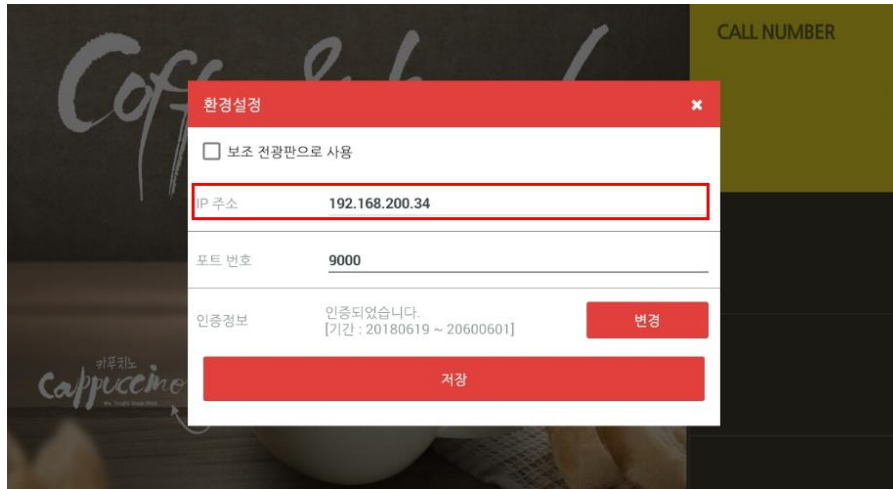 CALL NUMBER
환경설정
보조 전광판으로 사용
IP 주소 192.168.200.34
포트 번호 9000
인증정보
인증되었습니다.
[기간 : 20180619 ~ 20600601]
변경
저장
카푸치노
Cappuccino